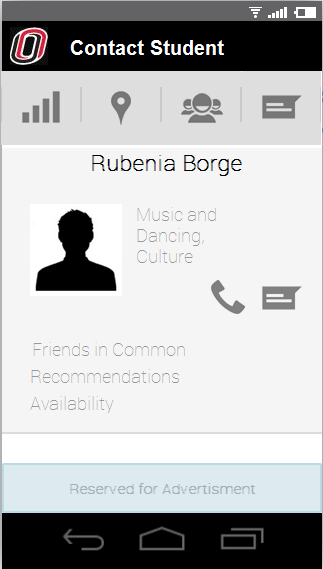 O
Contact Student
Rubenia Borge
Music and
Dancing,
Culture
Friends in Common
Recommendations
Availability
Reserved for Advertisment